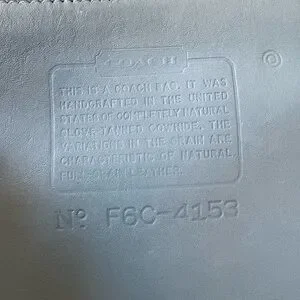 COACH
THIS IS A COACH BAG. IT WAS
HANDCRAFTED IN THE UNITED
STATES OF COMPLETELY NATURAL
GLOVE-TANNED COWHIDE. THE
VARIATIONS IN THE GRAIN ARE
CHARACTERISTIC OF NATURAL
FULL GRAIN LEATHER.
Nº F6C-4153